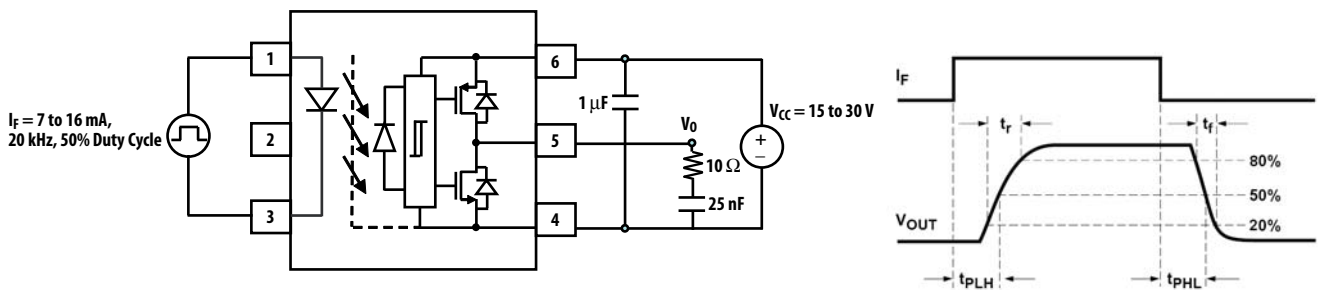 1
2
3
6
5
4
I_F = 7 to 16 mA,
20 kHz, 50% Duty Cycle
1 μF
V_O
10 Ω
25 nF
V_CC = 15 to 30 V
+
–
I_F
t_r
t_f
80%
50%
20%
V_OUT
t_PLH
t_PHL